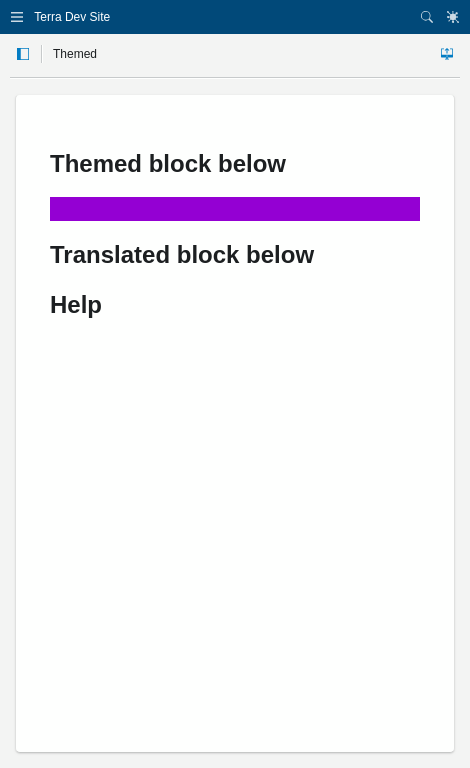 Terra Dev Site
Themed
Themed block below
Translated block below
Help